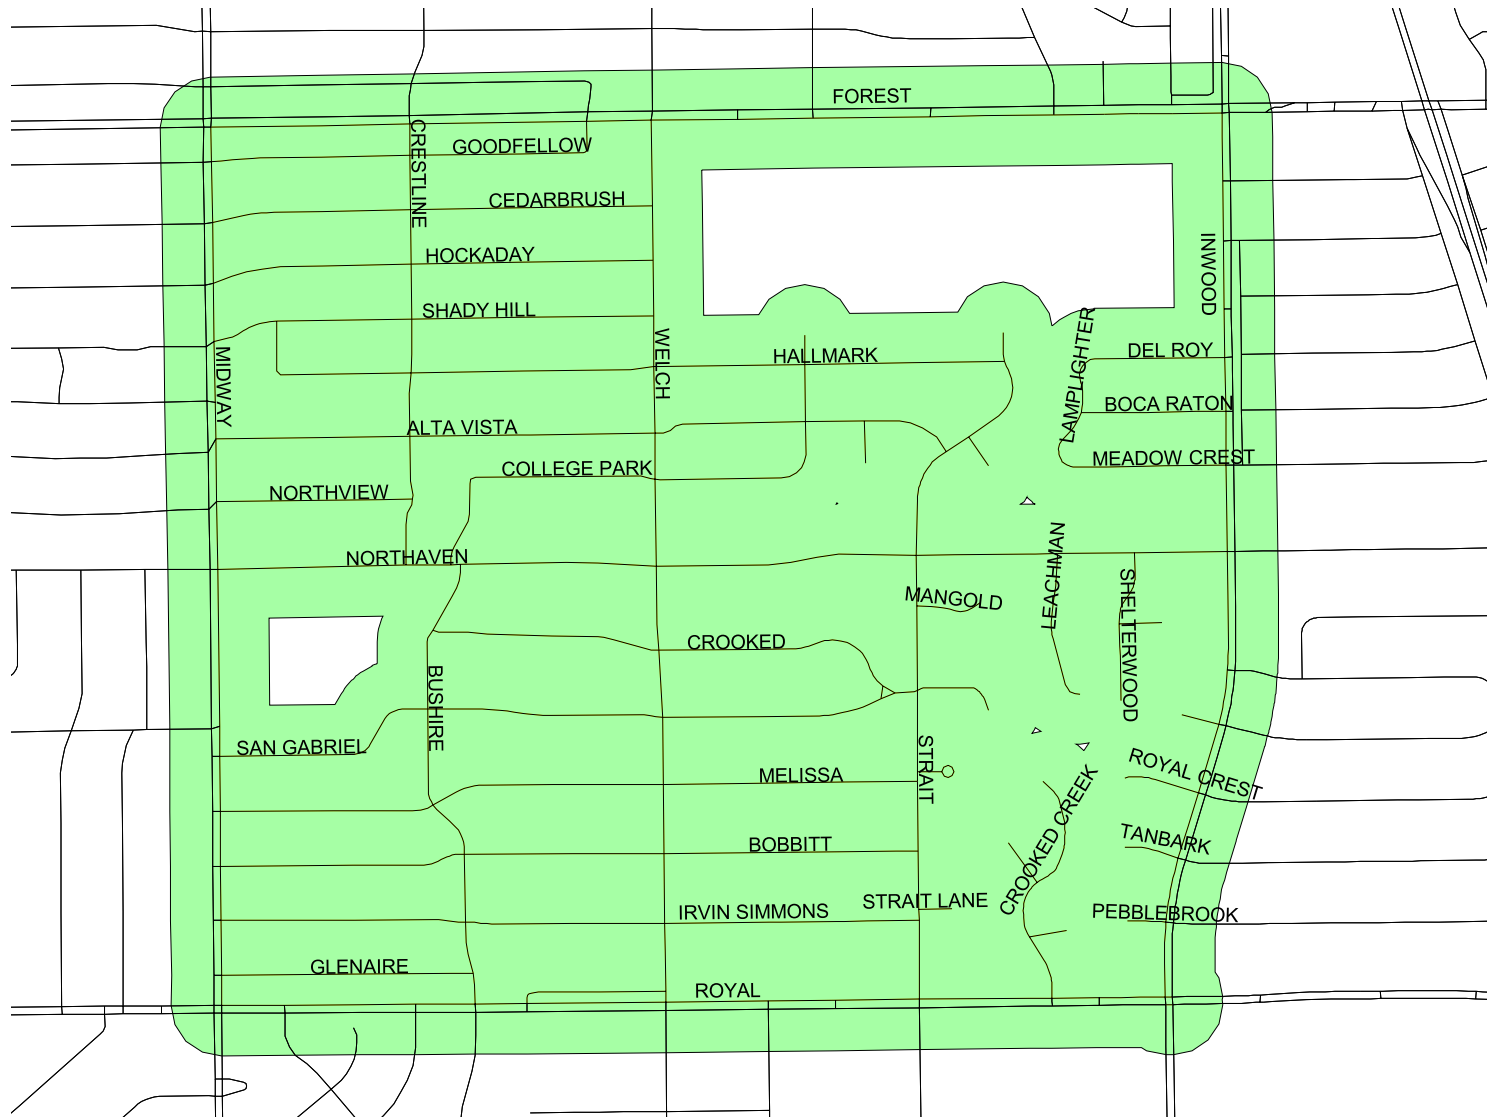 FOREST
CRESTLINE
GOODFELLOW
CEDARBRUSH
HOCKADAY
INWOOD
SHADY HILL
LAMPLIGHTER
WELCH
MIDWAY
HALLMARK
DEL ROY
BOCA RATON
ALTA VISTA
COLLEGE PARK
MEADOW CREST
NORTHVIEW
NORTHAVEN
LEACHMAN
SHELTERWOOD
MANGOLD
CROOKED
BUSHIRE
SAN GABRIEL
STRAIT
MELISSA
ROYAL CREST
CROOKED CREEK
TANBARK
BOBBITT
STRAIT LANE
IRVIN SIMMONS
PEBBLEBROOK
GLENAIRE
ROYAL